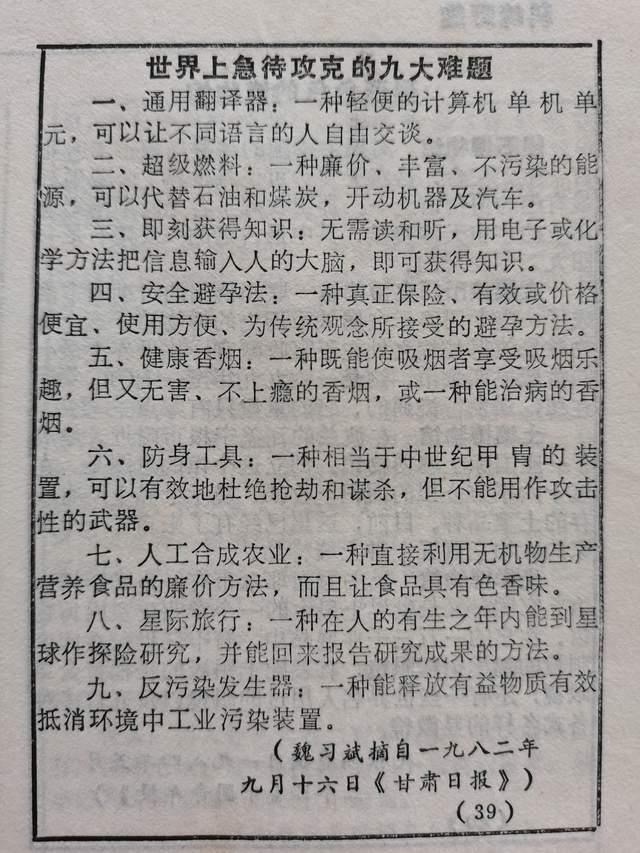 世界上急待攻克的九大难题
一、通用翻译器：一种轻便的计算机单机单
元，可以让不同语言的人自由交谈。
二、超级燃料：一种廉价、丰富、不污染的能
源，可以代替石油和煤炭，开动机器及汽车。
三、即刻获得知识：无需读和听，用电子或化
学方法把信息输入人的大脑，即可获得知识。
四、安全避孕法：一种真正保险、有效或价格
便宜、使用方便、为传统观念所接受的避孕方法。
五、健康香烟：一种既能使吸烟者享受吸烟乐
趣，但又无害、不上瘾的香烟，或一种能治病的香
烟。
六、防身工具：一种相当于中世纪甲胄的装
置，可以有效地杜绝抢劫和谋杀，但不能用作攻击
性的武器。
七、人工合成农业：一种直接利用无机物生产
营养食品的廉价方法，而且让食品具有色香味。
八、星际旅行：一种在人的有生之年内能到星
球作探险研究，并能回来报告研究成果的方法。
九、反污染发生器：一种能释放有益物质有效
抵消环境中工业污染装置。
（魏习斌摘自一九八二年
九月十六日《甘肃日报》）
（39）